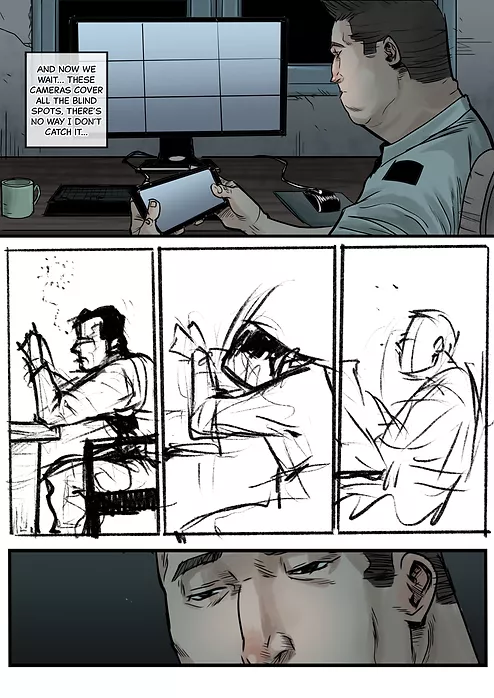 AND NOW WE
WAIT... THESE
CAMERAS COVER
ALL THE BLIND
SPOTS, THERE'S
NO WAY I DON'T
CATCH IT...